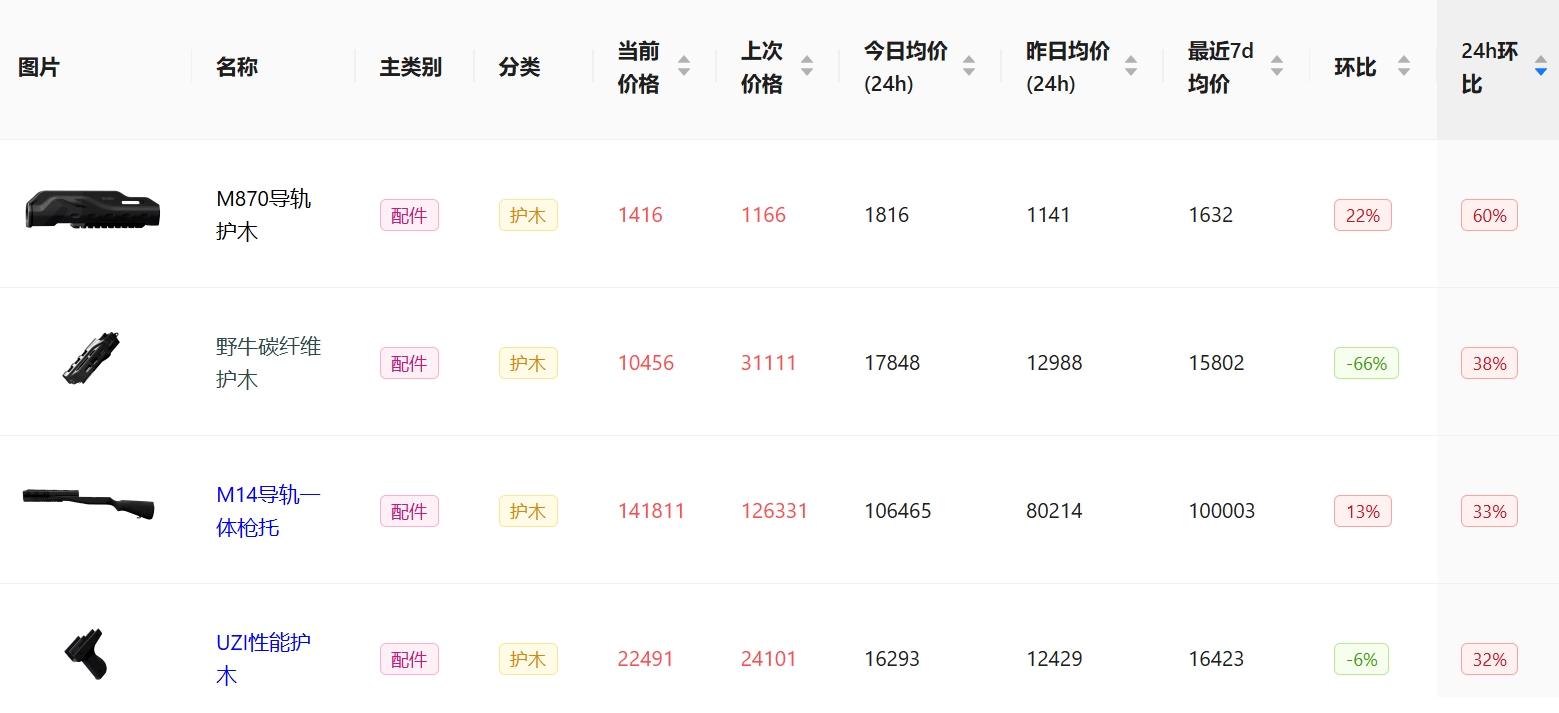 图片 名称 主类别 分类 当前价格 上次价格 今日均价(24h) 昨日均价(24h) 最近7d均价 环比 24h环比
M870导轨
护木
配件 护木 1416 1166 1816 1141 1632 22% 60%
野牛碳纤维
护木
配件 护木 10456 31111 17848 12988 15802 -66% 38%
M14导轨一
体枪托
配件 护木 141811 126331 106465 80214 100003 13% 33%
UZI性能护
木
配件 护木 22491 24101 16293 12429 16423 -6% 32%